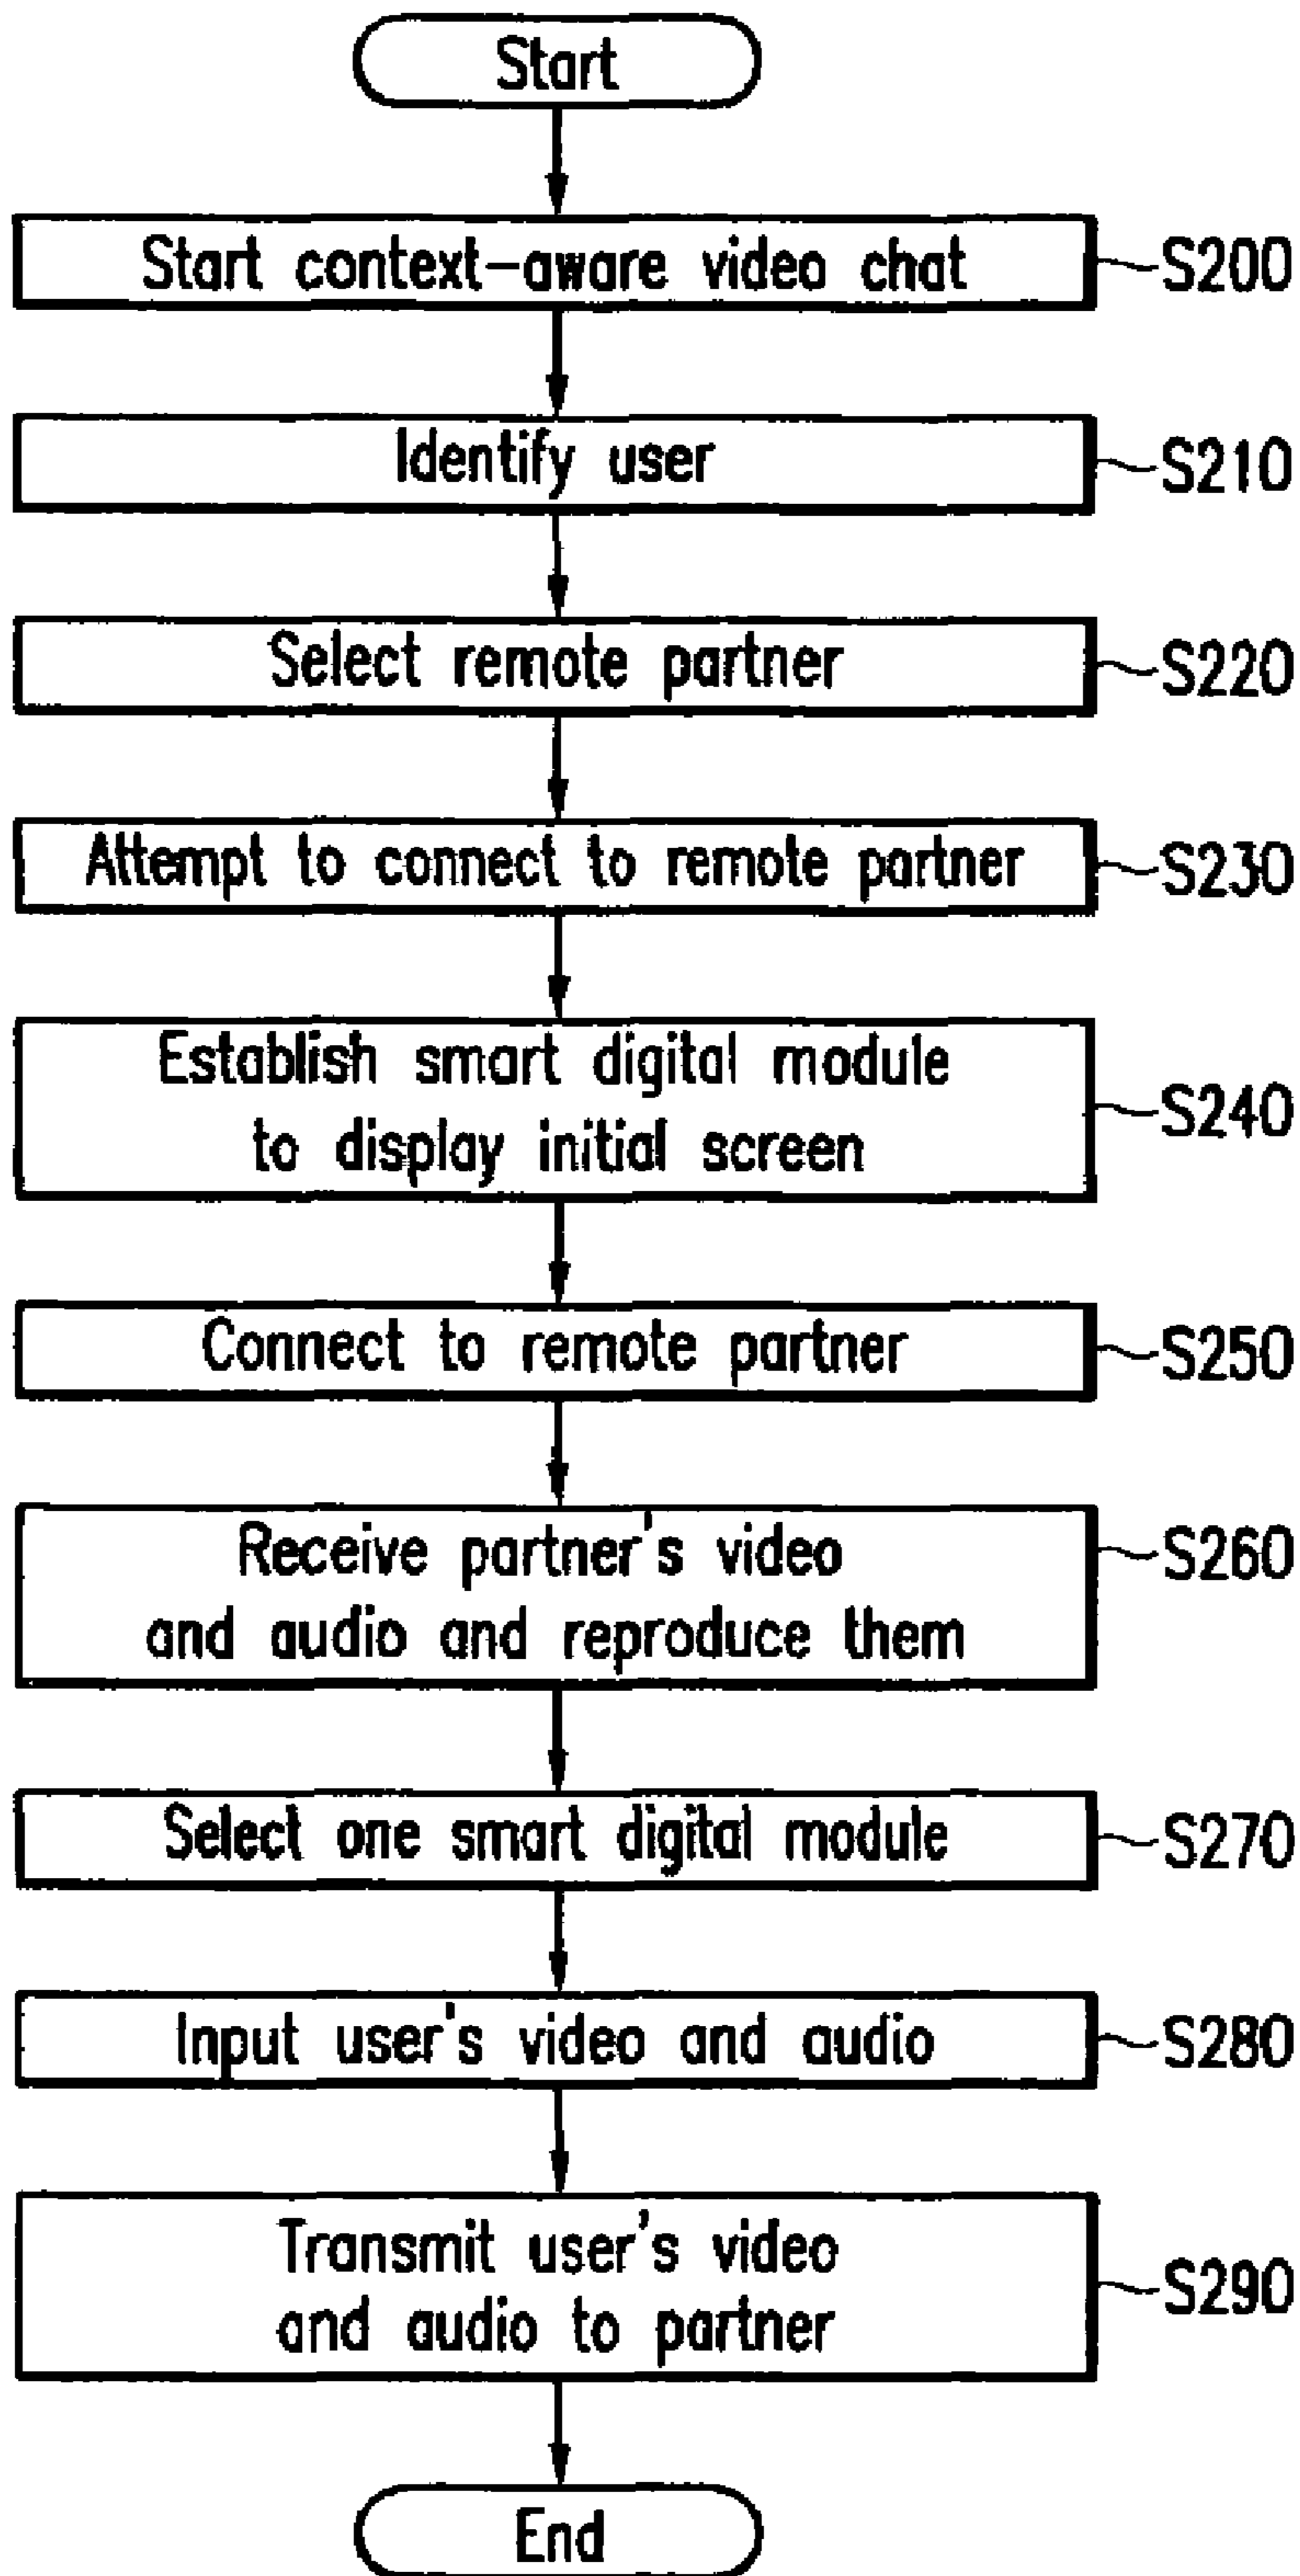 Start
Start context-aware video chat
S200
Identify user
S210
Select remote partner
S220
Attempt to connect to remote partner
S230
Establish smart digital module
to display initial screen
S240
Connect to remote partner
S250
Receive partner's video
and audio and reproduce them
S260
Select one smart digital module
S270
Input user's video and audio
S280
Transmit user's video
and audio to partner
S290
End